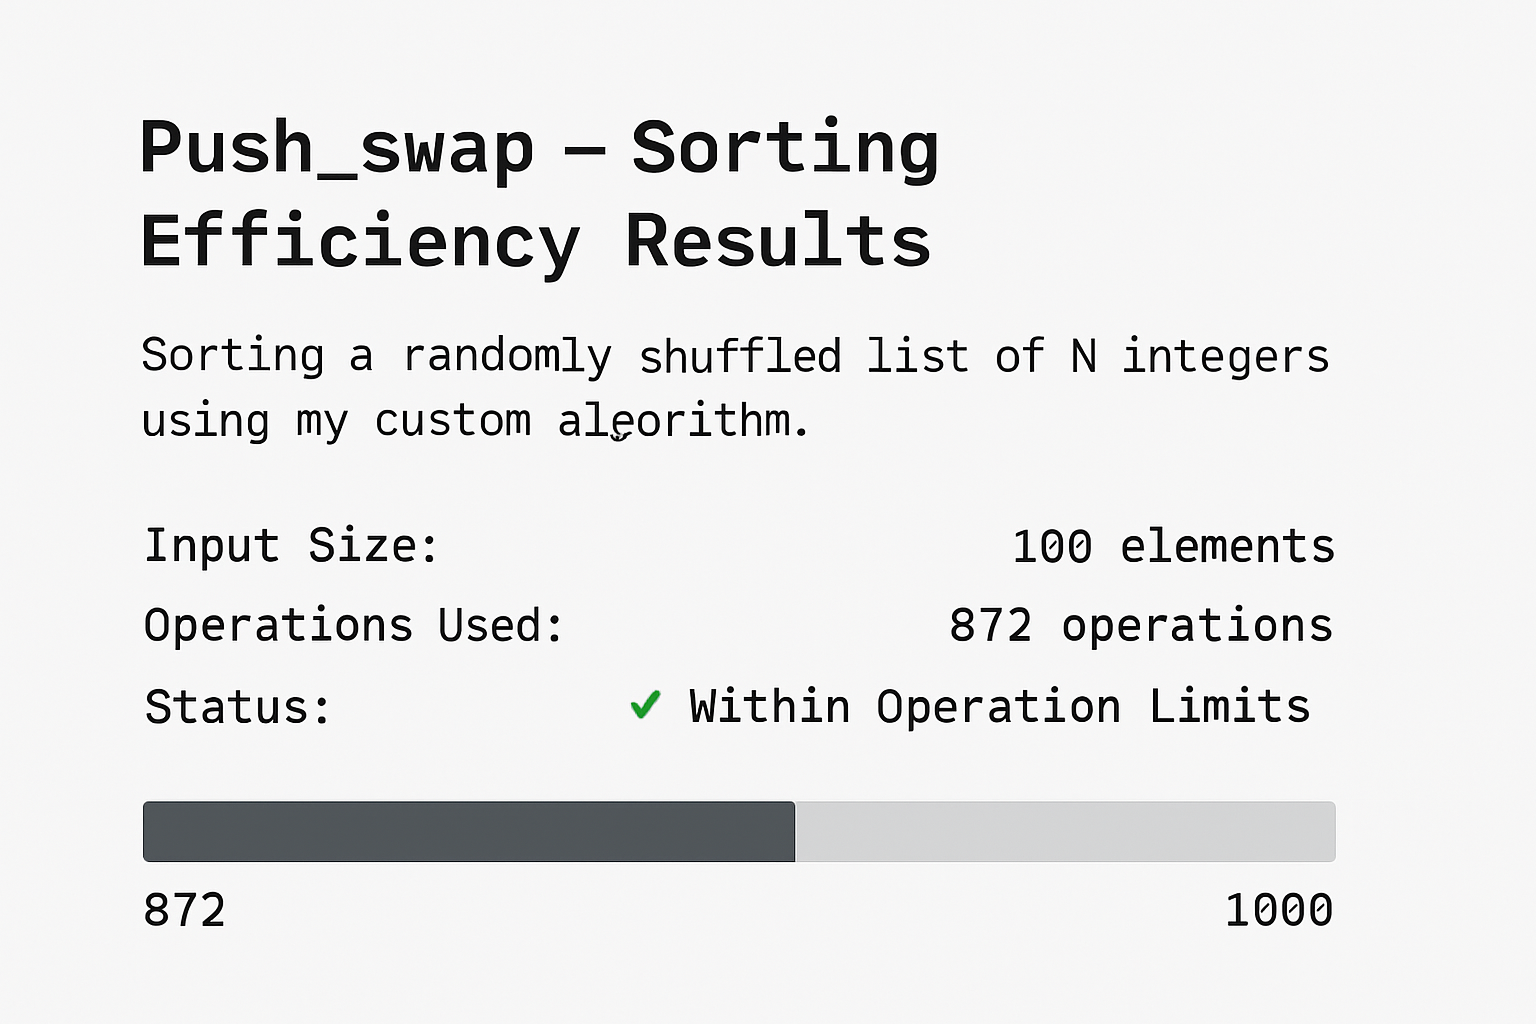 Push_swap — Sorting
Efficiency Results
Sorting a randomly shuffled list of N integers
using my custom aleorithm.
Input Size: 100 elements
Operations Used: 872 operations
Status: ✔ Within Operation Limits
872 1000